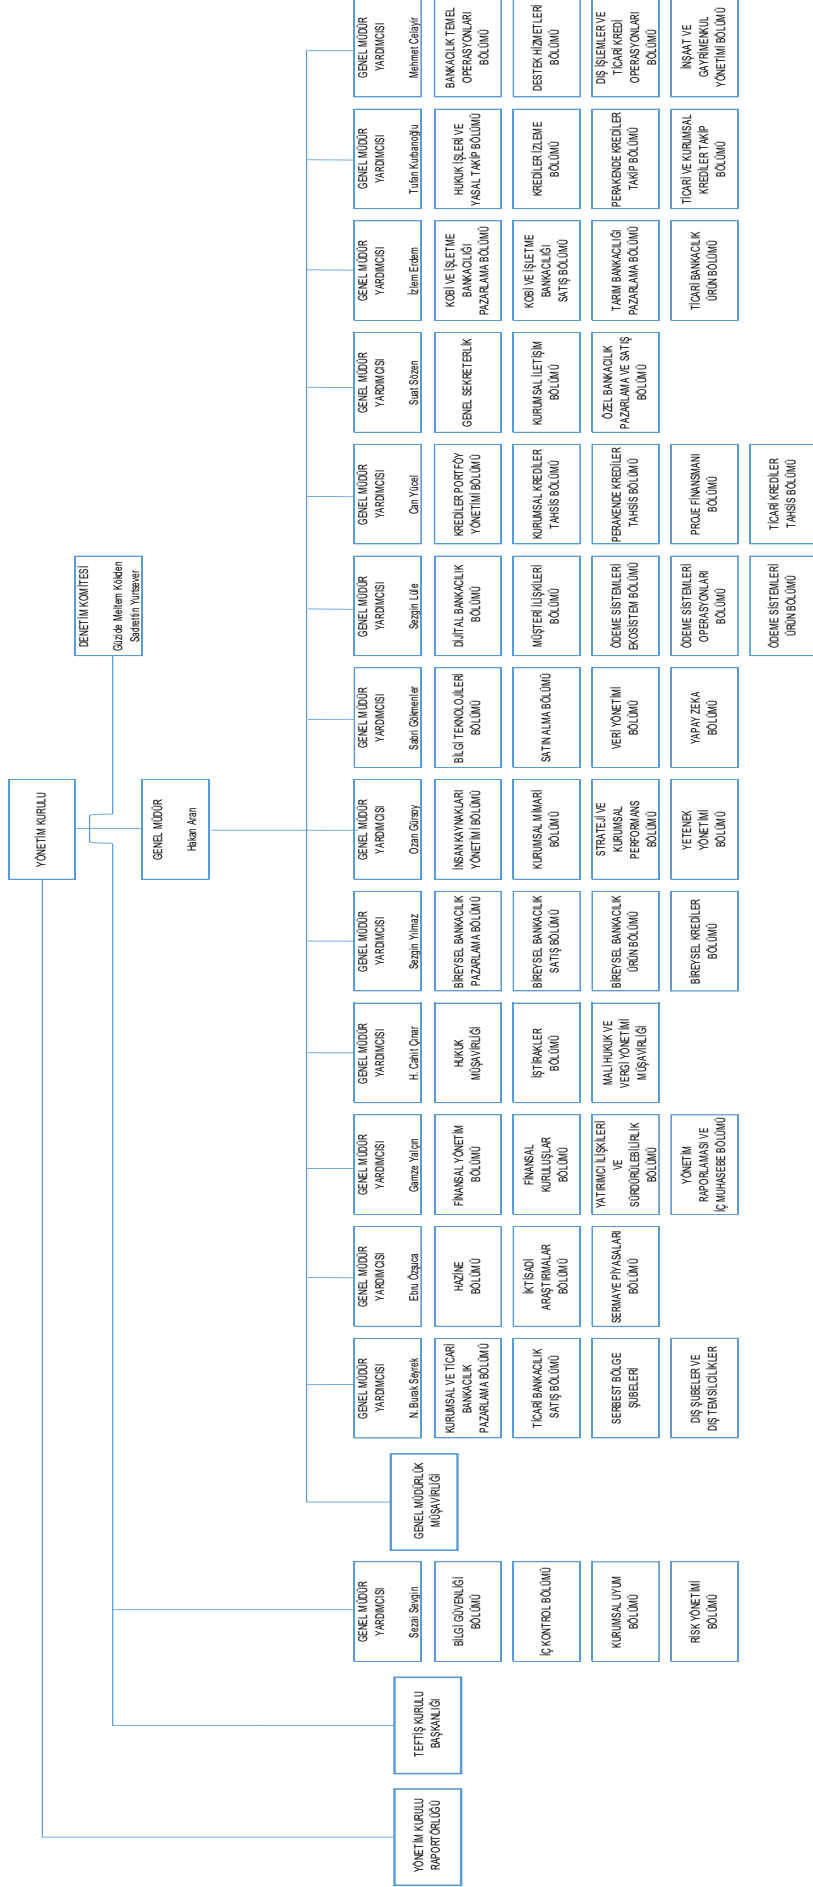 YÖNETİM KURULU
DENETİM KOMİTESİ
Güzide Meltem Kökden
Sadrettin Yurtsever
GENEL MÜDÜR
Hakan Aran
YÖNETİM KURULU
RAPORTÖRLÜĞÜ
TEFTİŞ KURULU
BAŞKANLIĞI
GENEL MÜDÜR
YARDIMCISI
Sezai Sevgin
BİLGİ GÜVENLİĞİ
BÖLÜMÜ
İÇ KONTROL BÖLÜMÜ
KURUMSAL UYUM
BÖLÜMÜ
RİSK YÖNETİMİ
BÖLÜMÜ
GENEL MÜDÜRLÜK
MÜŞAVİRLİĞİ
GENEL MÜDÜR
YARDIMCISI
N. Burak Seyrek
KURUMSAL VE TİCARİ
BANKACILIK
PAZARLAMA BÖLÜMÜ
TİCARİ BANKACILIK
SATIŞ BÖLÜMÜ
SERBEST BÖLGE
ŞUBELERİ
DIŞ ŞUBELER VE
DIŞ TEMSİLCİLİKLER
GENEL MÜDÜR
YARDIMCISI
Ebru Özşuca
HAZİNE
BÖLÜMÜ
İKTİSADİ
ARAŞTIRMALAR
BÖLÜMÜ
SERMAYE PİYASALARI
BÖLÜMÜ
GENEL MÜDÜR
YARDIMCISI
Gamze Yalçın
FİNANSAL YÖNETİM
BÖLÜMÜ
FİNANSAL
KURULUŞLAR
BÖLÜMÜ
YATIRIMCI İLİŞKİLERİ
VE
SÜRDÜRÜLEBİLİRLİK
BÖLÜMÜ
YÖNETİM
RAPORLAMASI VE
İÇ MUHASEBE BÖLÜMÜ
GENEL MÜDÜR
YARDIMCISI
H. Cahit Çınar
HUKUK
MÜŞAVİRLİĞİ
İŞTİRAKLER
BÖLÜMÜ
MALİ HUKUK VE
VERGİ YÖNETİMİ
MÜŞAVİRLİĞİ
GENEL MÜDÜR
YARDIMCISI
Sezgin Yılmaz
BİREYSEL BANKACILIK
PAZARLAMA BÖLÜMÜ
BİREYSEL BANKACILIK
SATIŞ BÖLÜMÜ
BİREYSEL BANKACILIK
ÜRÜN BÖLÜMÜ
BİREYSEL KREDİLER
BÖLÜMÜ
GENEL MÜDÜR
YARDIMCISI
Ozan Gürsoy
İNSAN KAYNAKLARI
YÖNETİMİ BÖLÜMÜ
KURUMSAL MİMARİ
BÖLÜMÜ
STRATEJİ VE
KURUMSAL
PERFORMANS
BÖLÜMÜ
YETENEK
YÖNETİMİ
BÖLÜMÜ
GENEL MÜDÜR
YARDIMCISI
Sabri Gökmenler
BİLGİ TEKNOLOJİLERİ
BÖLÜMÜ
SATIN ALMA BÖLÜMÜ
VERİ YÖNETİMİ
BÖLÜMÜ
YAPAY ZEKA
BÖLÜMÜ
GENEL MÜDÜR
YARDIMCISI
Sezgin Lüle
DİJİTAL BANKACILIK
BÖLÜMÜ
MÜŞTERİ İLİŞKİLERİ
BÖLÜMÜ
ÖDEME SİSTEMLERİ
EKOSİSTEM BÖLÜMÜ
ÖDEME SİSTEMLERİ
OPERASYONLARI
BÖLÜMÜ
ÖDEME SİSTEMLERİ
ÜRÜN BÖLÜMÜ
GENEL MÜDÜR
YARDIMCISI
Can Yücel
KREDİLER PORTFÖY
YÖNETİMİ BÖLÜMÜ
KURUMSAL KREDİLER
TAHSİS BÖLÜMÜ
PERAKENDE KREDİLER
TAHSİS BÖLÜMÜ
PROJE FİNANSMANI
BÖLÜMÜ
TİCARİ KREDİLER
TAHSİS BÖLÜMÜ
GENEL MÜDÜR
YARDIMCISI
Suat Sözen
GENEL SEKRETERLİK
KURUMSAL İLETİŞİM
BÖLÜMÜ
ÖZEL BANKACILIK
PAZARLAMA VE SATIŞ
BÖLÜMÜ
GENEL MÜDÜR
YARDIMCISI
İzlem Erdem
KOBİ VE İŞLETME
BANKACILIĞI
PAZARLAMA BÖLÜMÜ
KOBİ VE İŞLETME
BANKACILIĞI
SATIŞ BÖLÜMÜ
TARIM BANKACILIĞI
PAZARLAMA BÖLÜMÜ
TİCARİ BANKACILIK
ÜRÜN BÖLÜMÜ
GENEL MÜDÜR
YARDIMCISI
Tufan Kurbanoğlu
HUKUK İŞLERİ VE
YASAL TAKİP BÖLÜMÜ
KREDİLER İZLEME
BÖLÜMÜ
PERAKENDE KREDİLER
TAKİP BÖLÜMÜ
TİCARİ VE KURUMSAL
KREDİLER TAKİP
BÖLÜMÜ
GENEL MÜDÜR
YARDIMCISI
Mehmet Celayir
BANKACILIK TEMEL
OPERASYONLARI
BÖLÜMÜ
DESTEK HİZMETLERİ
BÖLÜMÜ
DIŞ İŞLEMLER VE
TİCARİ KREDİ
OPERASYONLARI
BÖLÜMÜ
İNŞAAT VE
GAYRİMENKUL
YÖNETİMİ BÖLÜMÜ